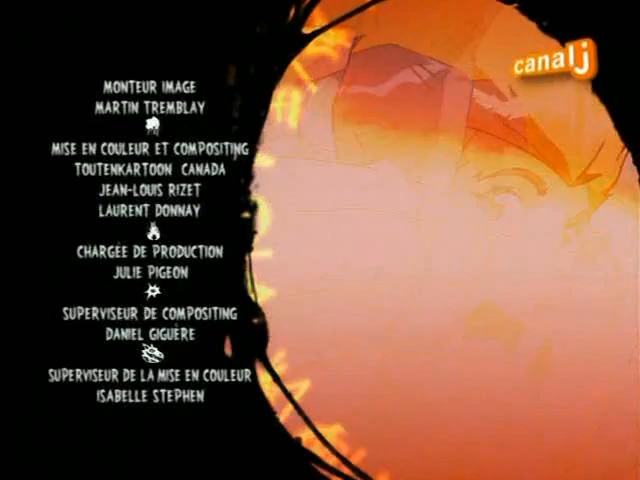 canalj
MONTEUR IMAGE
MARTIN TREMBLAY
MISE EN COULEUR ET COMPOSITING
TOUTENKARTOON CANADA
JEAN-LOUIS RIZET
LAURENT DONNAY
CHARGÉE DE PRODUCTION
JULIE PIGEON
SUPERVISEUR DE COMPOSITING
DANIEL GIGUÈRE
SUPERVISEUR DE LA MISE EN COULEUR
ISABELLE STEPHEN